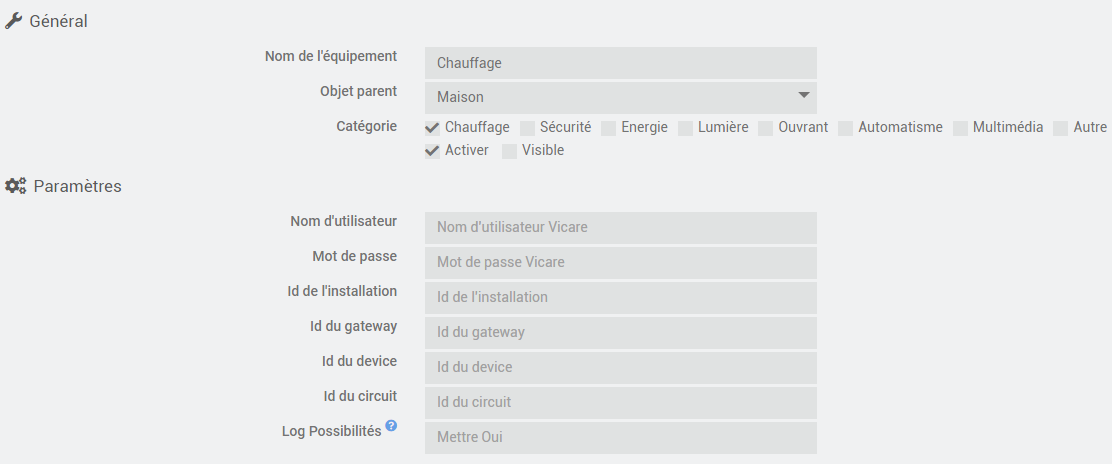 Général
Nom de l'équipement Chauffage
Objet parent Maison
Catégorie Chauffage Sécurité Energie Lumière Ouvrant Automatisme Multimédia Autre
Activer Visible
Paramètres
Nom d'utilisateur Nom d'utilisateur Vicare
Mot de passe Mot de passe Vicare
Id de l'installation Id de l'installation
Id du gateway Id du gateway
Id du device Id du device
Id du circuit Id du circuit
Log Possibilités ? Mettre Oui